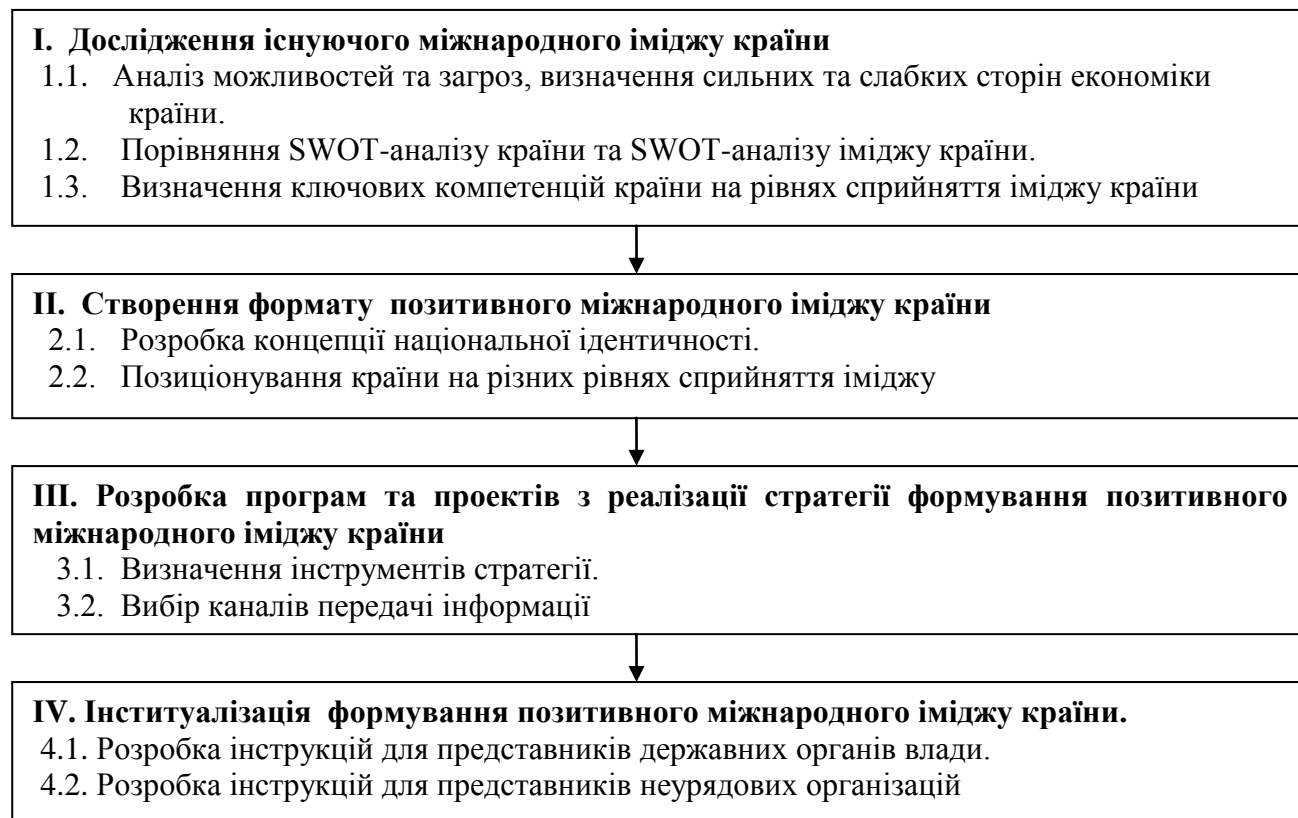 I. Дослідження існуючого міжнародного іміджу країни
1.1. Аналіз можливостей та загроз, визначення сильних та слабких сторін економіки
країни.
1.2. Порівняння SWOT-аналізу країни та SWOT-аналізу іміджу країни.
1.3. Визначення ключових компетенцій країни на рівнях сприйняття іміджу країни
II. Створення формату позитивного міжнародного іміджу країни
2.1. Розробка концепції національної ідентичності.
2.2. Позиціонування країни на різних рівнях сприйняття іміджу
III. Розробка програм та проектів з реалізації стратегії формування позитивного
міжнародного іміджу країни
3.1. Визначення інструментів стратегії.
3.2. Вибір каналів передачі інформації
IV. Інституалізація формування позитивного міжнародного іміджу країни.
4.1. Розробка інструкцій для представників державних органів влади.
4.2. Розробка інструкцій для представників неурядових організацій